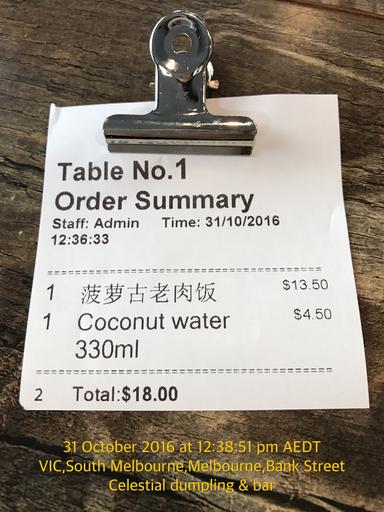 Table No.1
Order Summary
Staff: Admin Time: 31/10/2016
12:36:33
1 菠萝古老肉饭 $13.50
1 Coconut water $4.50
330ml
2 Total:$18.00
31 October 2016 at 12:38:51 pm AEDT
VIC,South Melbourne,Melbourne,Bank Street
Celestial dumpling & bar